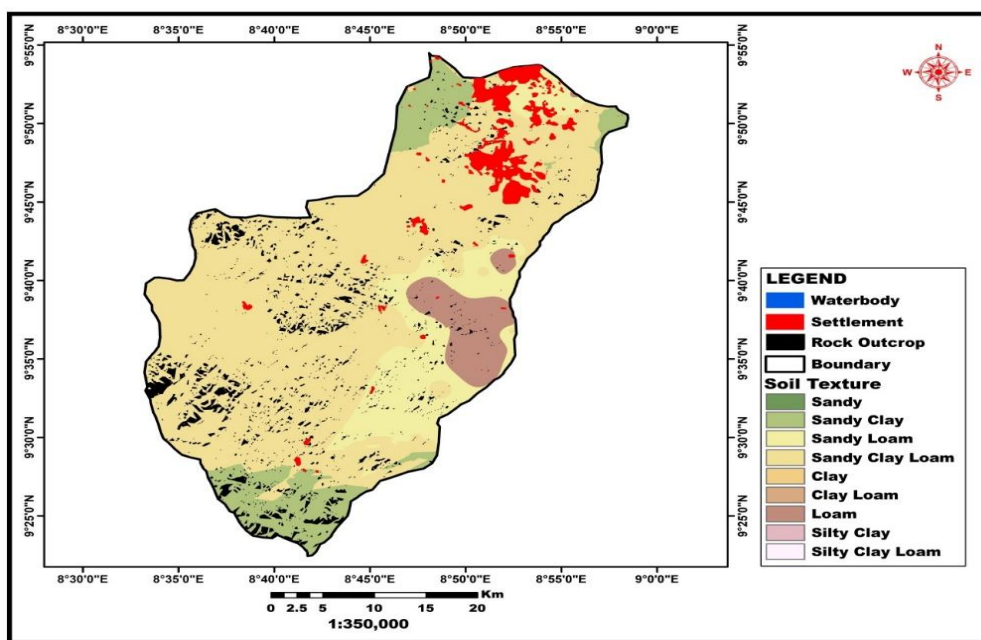 8°30'0"E 8°35'0"E 8°40'0"E 8°45'0"E 8°50'0"E 8°55'0"E 9°0'0"E
N
W E
S
9°55'0"N 9°55'0"N
9°50'0"N 9°50'0"N
9°45'0"N 9°45'0"N
9°40'0"N 9°40'0"N
9°35'0"N 9°35'0"N
9°30'0"N 9°30'0"N
9°25'0"N 9°25'0"N
LEGEND
Waterbody
Settlement
Rock Outcrop
Boundary
Soil Texture
Sandy
Sandy Clay
Sandy Loam
Sandy Clay Loam
Clay
Clay Loam
Loam
Silty Clay
Silty Clay Loam
8°30'0"E 8°35'0"E 8°40'0"E 8°45'0"E 8°50'0"E 8°55'0"E 9°0'0"E
Km
0 2.5 5 10 15 20
1:350,000